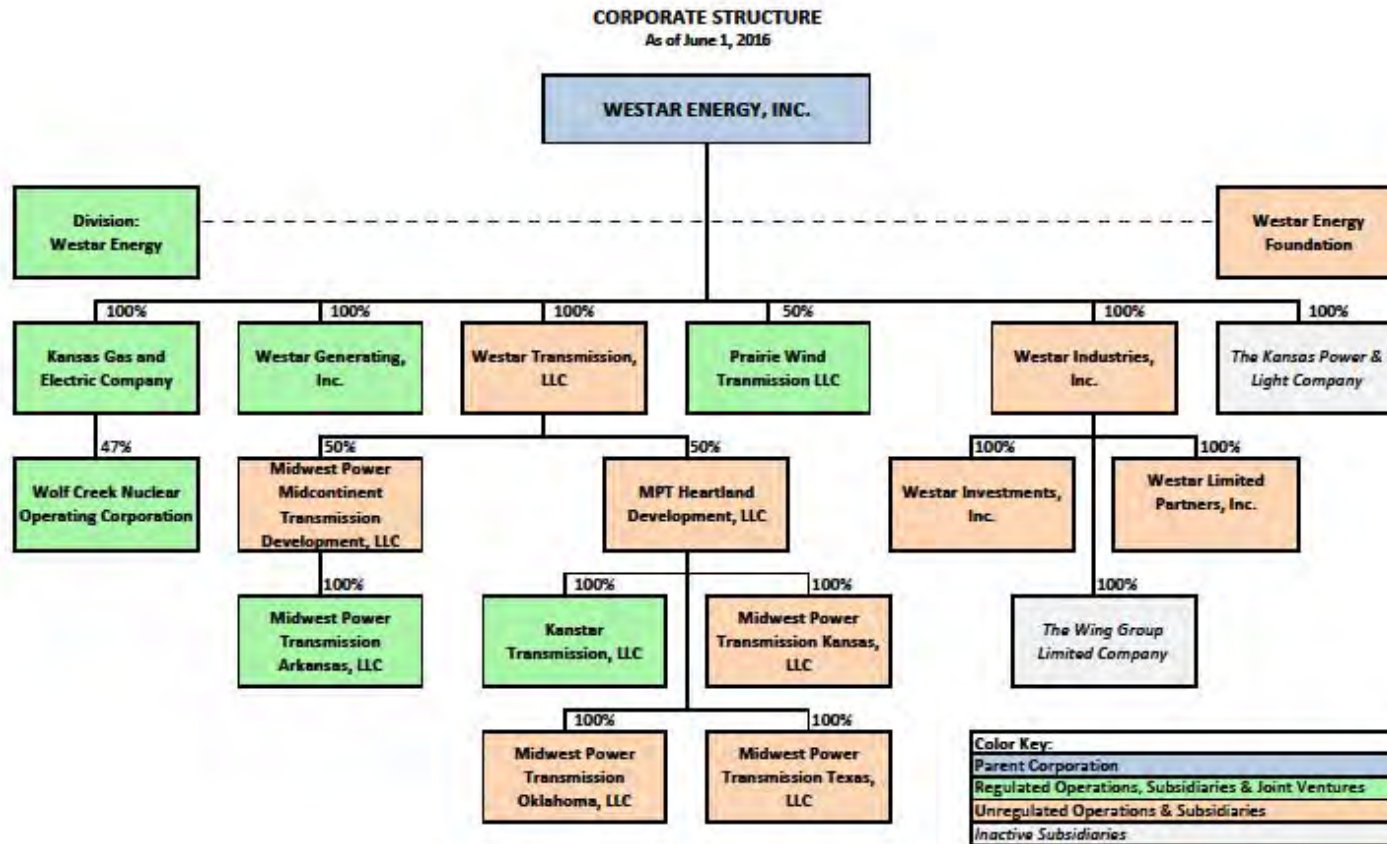 CORPORATE STRUCTURE
As of June 1, 2016
WESTAR ENERGY, INC.
Division:
Westar Energy
Westar Energy
Foundation
100%
Kansas Gas and
Electric Company
100%
Westar Generating,
Inc.
100%
Westar Transmission,
LLC
50%
Prairie Wind
Tranmission LLC
100%
Westar Industries,
Inc.
100%
The Kansas Power &
Light Company
47%
Wolf Creek Nuclear
Operating Corporation
50%
Midwest Power
Midcontinent
Transmission
Development, LLC
50%
MPT Heartland
Development, LLC
100%
Westar Investments,
Inc.
100%
Westar Limited
Partners, Inc.
100%
Midwest Power
Transmission
Arkansas, LLC
100%
Kanstar
Transmission, LLC
100%
Midwest Power
Transmission Kansas,
LLC
100%
The Wing Group
Limited Company
100%
Midwest Power
Transmission
Oklahoma, LLC
100%
Midwest Power
Transmission Texas,
LLC
Color Key:
Parent Corporation
Regulated Operations, Subsidiaries & Joint Ventures
Unregulated Operations & Subsidiaries
Inactive Subsidiaries